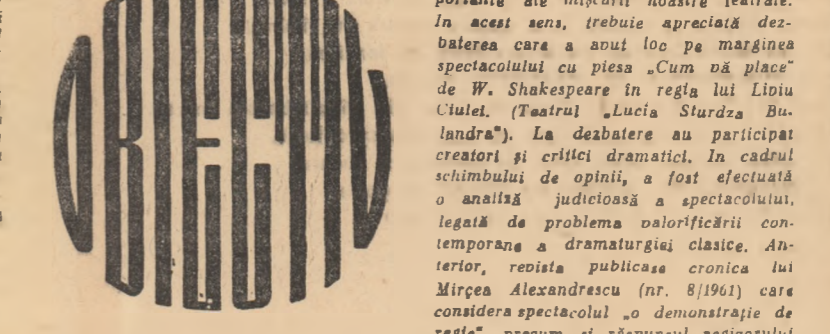 OBIECTIV
portante ale mișcării noastre teatrale.
In acest sens, trebuie apreciată dez-
baterea care a avut loc pe marginea
spectacolului cu piesa „Cum vă place"
de W. Shakespeare în regia lui Liviu
Ciulei. (Teatrul „Lucia Sturdza Bu-
landra"). La dezbatere au participat
creatori și critici dramatici. In cadrul
schimbului de opinii, a fost efectuată
o analiză judicioasă a spectacolului,
legată de problema valorificării con-
temporane a dramaturgiei clasice. An-
terior, revista publicase cronica lui
Mircea Alexandrescu (nr. 8/1961) care
considera spectacolul „o demonstrație de
regie", precum și răspunsul regizorului